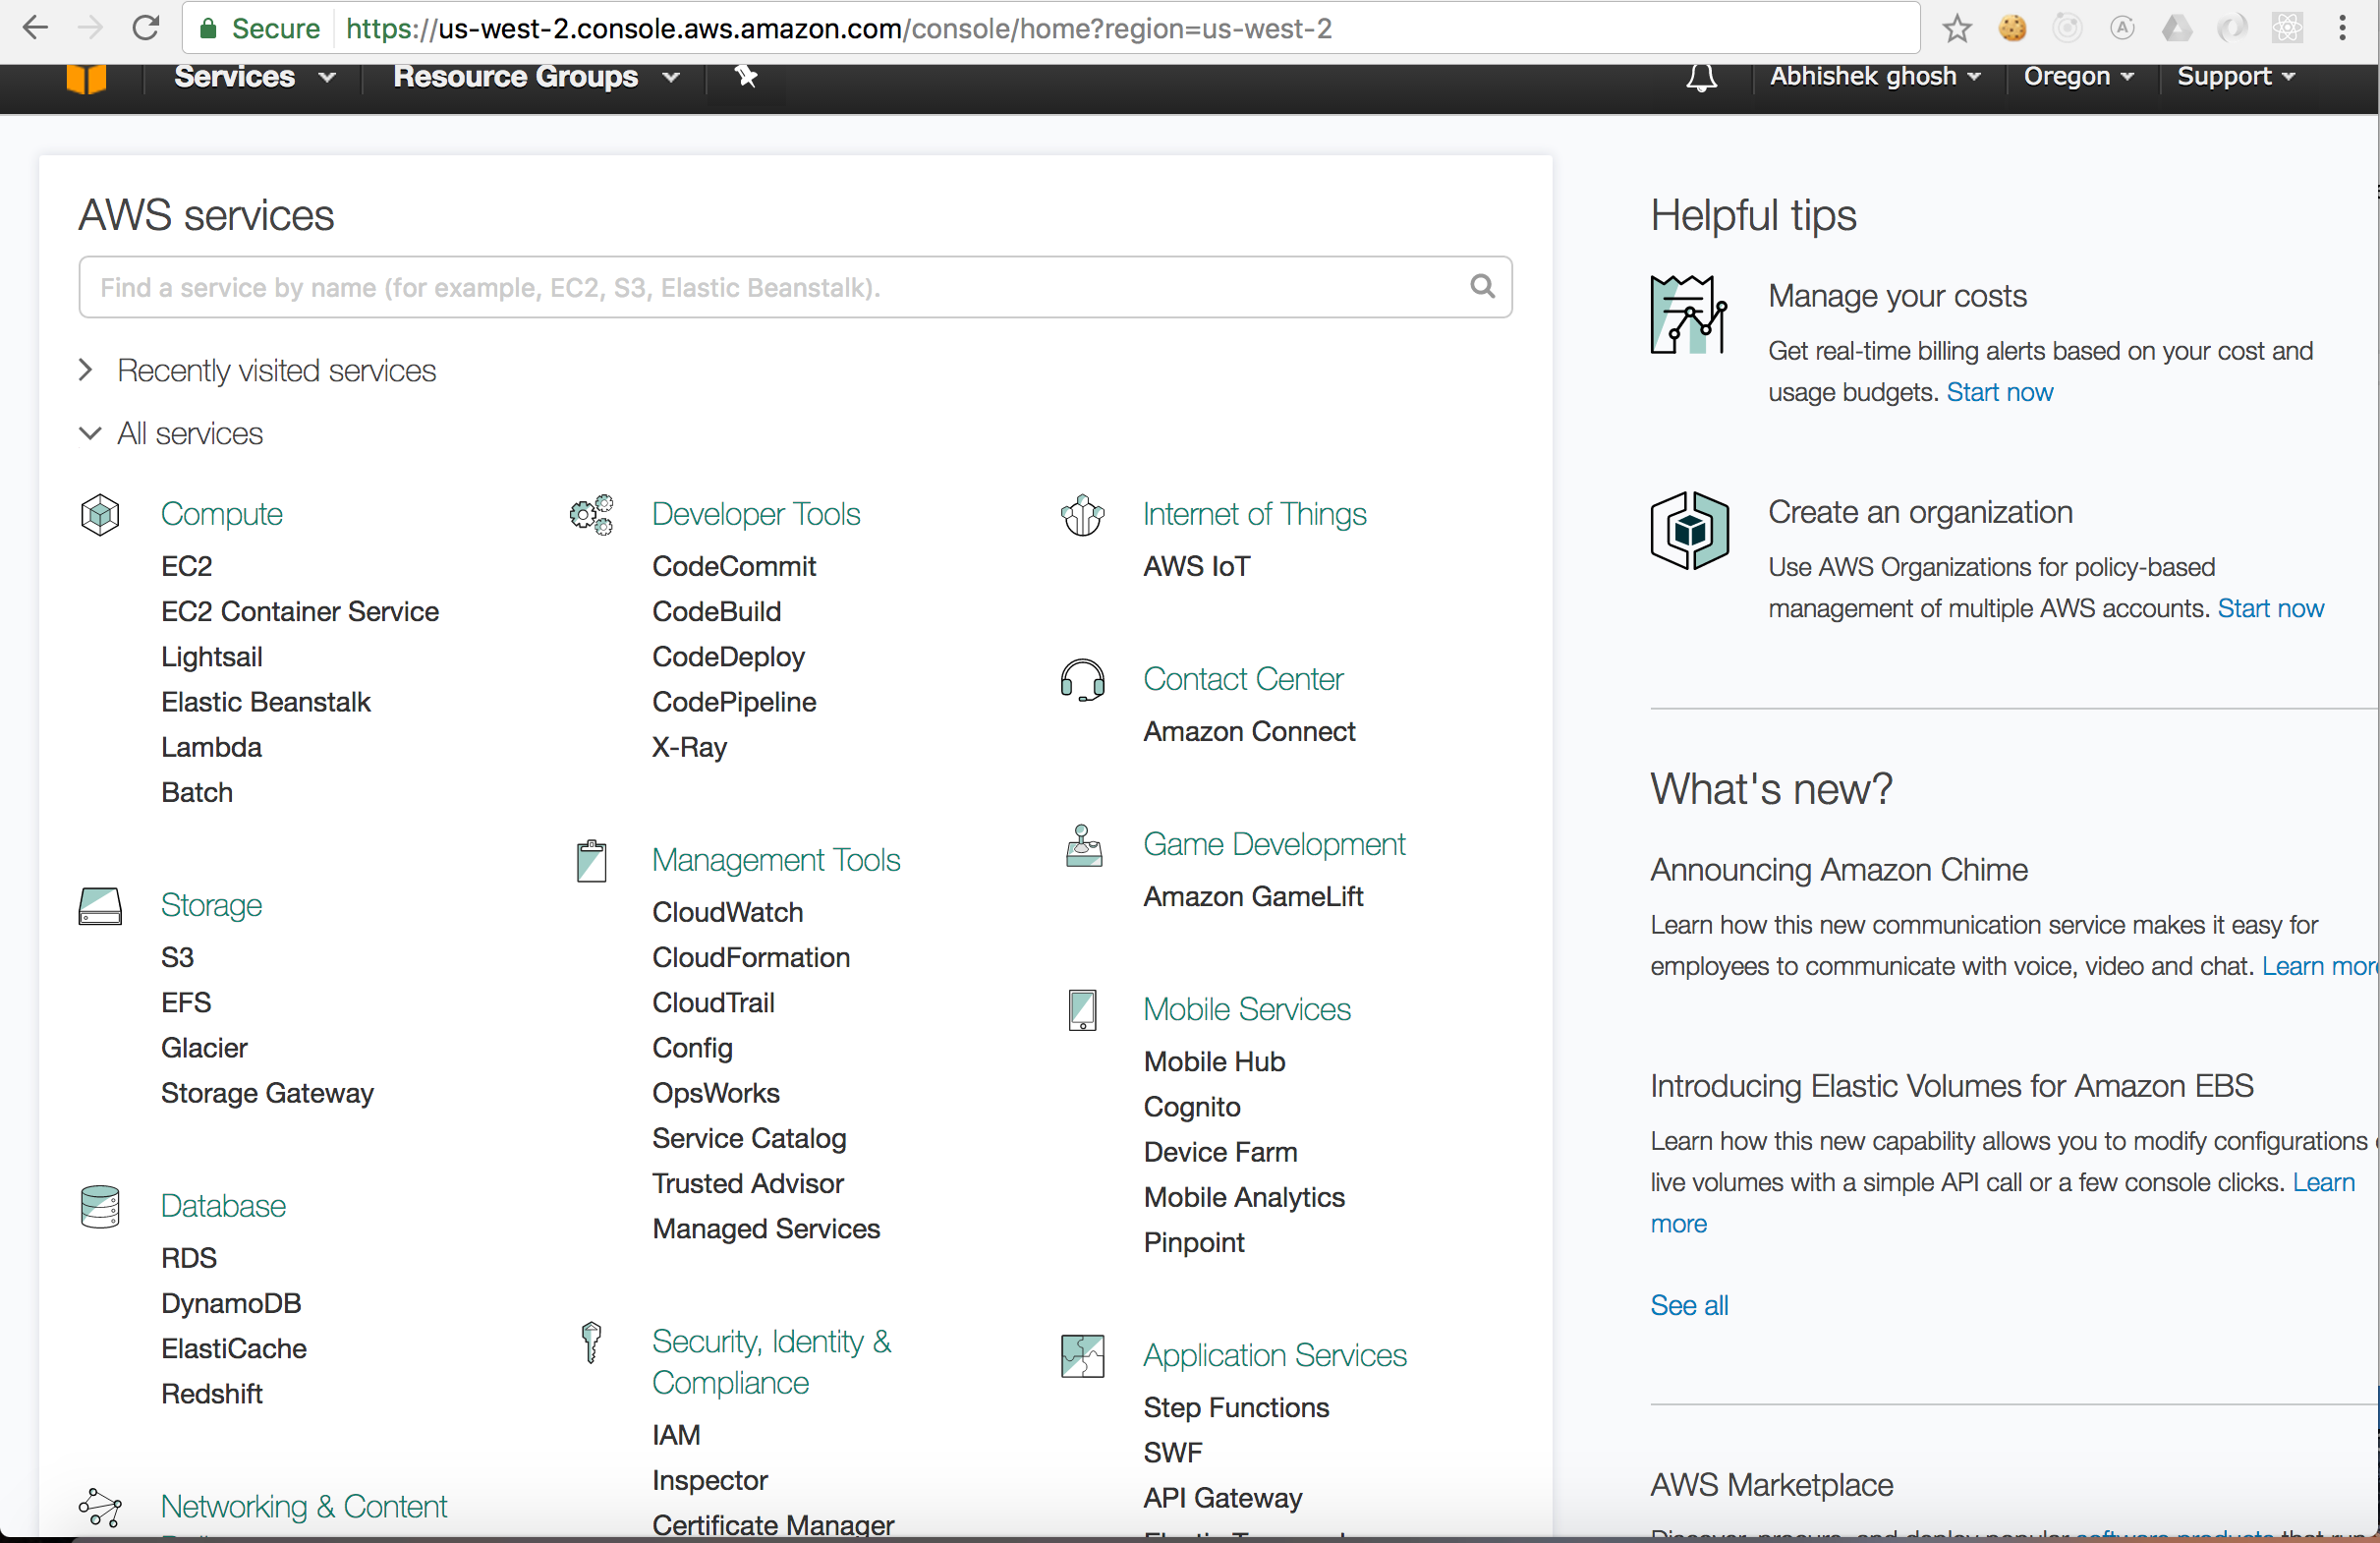 Secure https://us-west-2.console.aws.amazon.com/console/home?region=us-west-2
Services Resource Groups Abhishek ghosh Oregon Support
AWS services
Find a service by name (for example, EC2, S3, Elastic Beanstalk).
Recently visited services
All services
Compute
EC2
EC2 Container Service
Lightsail
Elastic Beanstalk
Lambda
Batch
Storage
S3
EFS
Glacier
Storage Gateway
Database
RDS
DynamoDB
ElastiCache
Redshift
Networking & Content
Developer Tools
CodeCommit
CodeBuild
CodeDeploy
CodePipeline
X-Ray
Management Tools
CloudWatch
CloudFormation
CloudTrail
Config
OpsWorks
Service Catalog
Trusted Advisor
Managed Services
Security, Identity &
Compliance
IAM
Inspector
Certificate Manager
Internet of Things
AWS IoT
Contact Center
Amazon Connect
Game Development
Amazon GameLift
Mobile Services
Mobile Hub
Cognito
Device Farm
Mobile Analytics
Pinpoint
Application Services
Step Functions
SWF
API Gateway
Helpful tips
Manage your costs
Get real-time billing alerts based on your cost and
usage budgets. Start now
Create an organization
Use AWS Organizations for policy-based
management of multiple AWS accounts. Start now
What's new?
Announcing Amazon Chime
Learn how this new communication service makes it easy for
employees to communicate with voice, video and chat. Learn more
Introducing Elastic Volumes for Amazon EBS
Learn how this new capability allows you to modify configurations
live volumes with a simple API call or a few console clicks. Learn
more
See all
AWS Marketplace
Discover, procure, and deploy popular software products that run